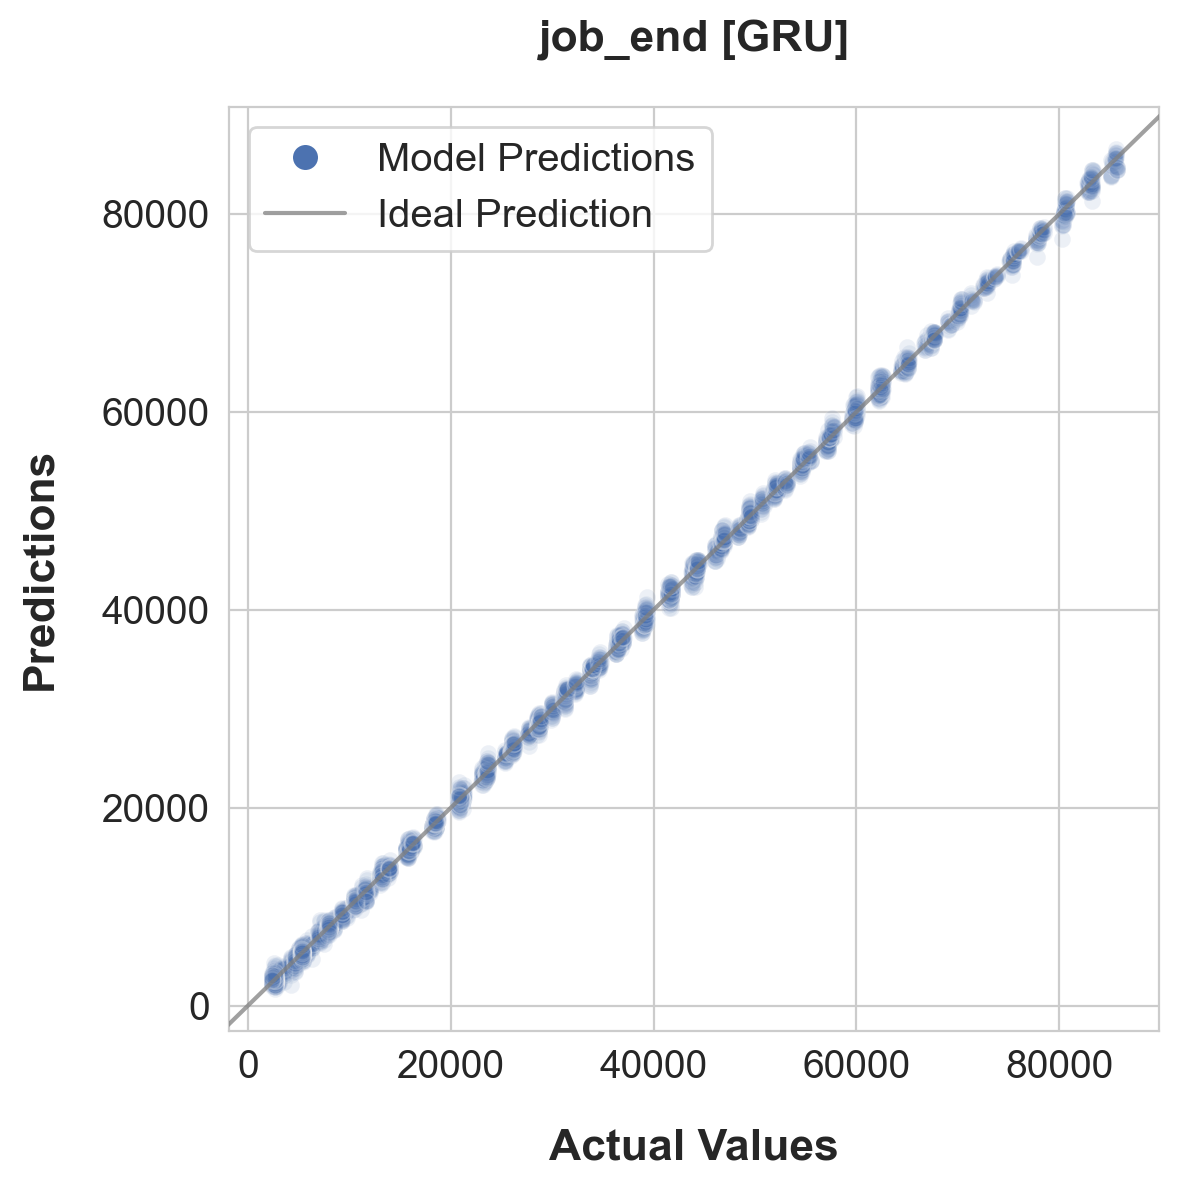 job_end [GRU]
Model Predictions
Ideal Prediction
80000
60000
40000
20000
0
Predictions
0 20000 40000 60000 80000
Actual Values